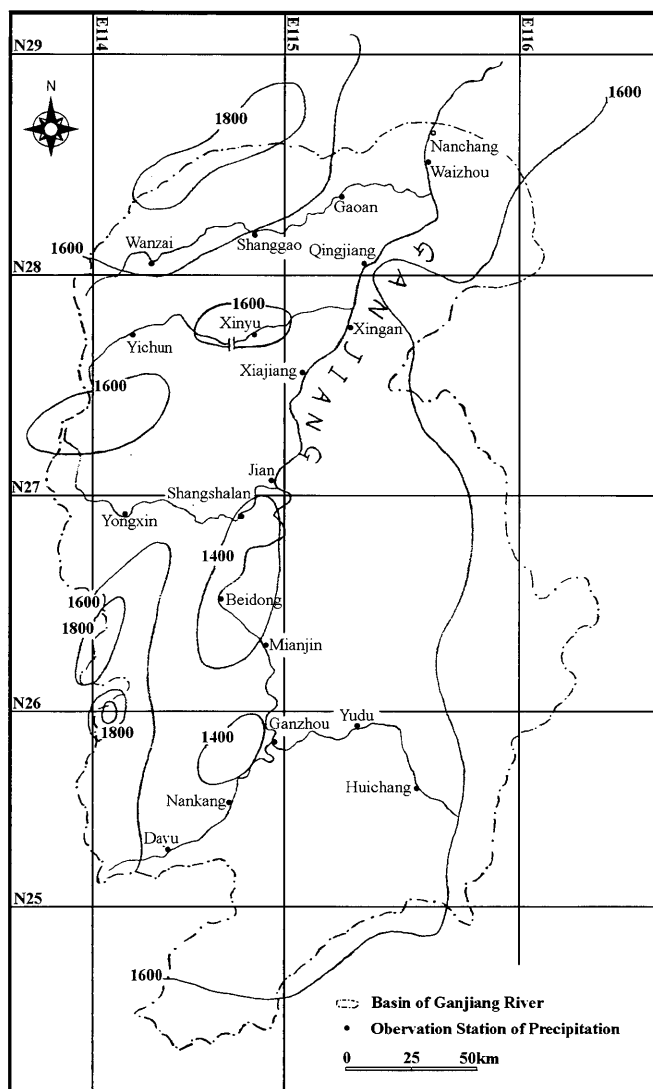 E114
E115
E116
N29
N
1800
1600
Nanchang
Waizhou
Gaoan
Wanzai
Shanggao
Qingjiang
1600
N28
GAN JIANG
1600
Xinyu
Yichun
Xingan
Xiajiang
1600
Jian
N27
Shangshalan
Yongxin
1400
1600
Beidong
1800
Mianjin
N26
Ganzhou
Yudu
1800
1400
Huichang
Nankang
Dayu
N25
1600
Basin of Ganjiang River
Obervation Station of Precipitation
0 25 50km